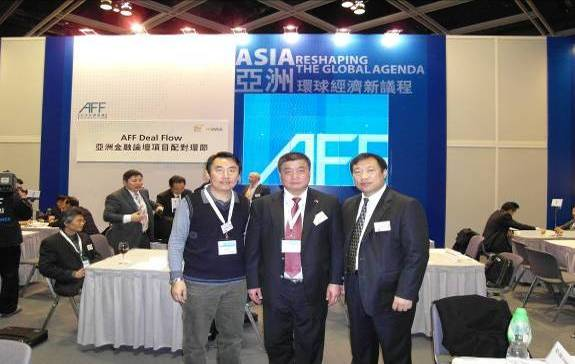 ASIA RESHAPING
THE GLOBAL AGENDA
亞洲 環球經濟新議程
AFF
AFF Deal Flow
亞洲金融論壇項目配對環節
AFF